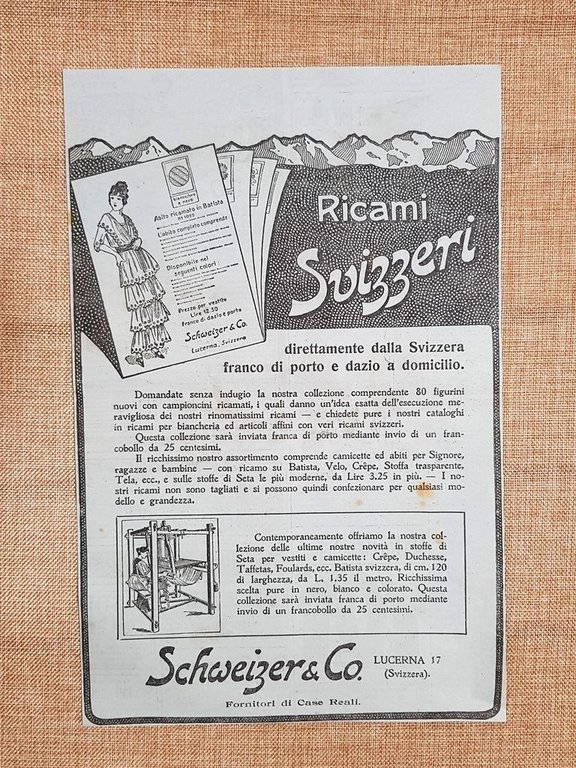 Abito ricamato in Batista
No 1089
L'abito completo comprende
Disponibile nei
seguenti colori:
Prezzo per vestito
Lire 12.50
franco di dazio e porto
Schweizer & Co.
Lucerna. Svizzera
Ricami
Svizzeri
direttamente dalla Svizzera
franco di porto e dazio a domicilio.
Domandate senza indugio la nostra collezione comprendente 80 figurini
nuovi con campioncini ricamati, i quali danno un'idea esatta dell'esecuzione me-
ravigliosa dei nostri rinomatissimi ricami — e chiedete pure i nostri cataloghi
in ricami per biancheria ed articoli affini con veri ricami svizzeri.
Questa collezione sarà inviata franca di porto mediante invio di un fran-
cobollo da 25 centesimi.
Il ricchissimo nostro assortimento comprende camicette ed abiti per Signore,
ragazze e bambine — con ricamo su Batista, Velo, Crêpe, Stoffa trasparente,
Tela, ecc., e sulle stoffe di Seta le più moderne, da Lire 3.25 in più. — I no-
stri ricami non sono tagliati e si possono quindi confezionare per qualsiasi mo-
dello e grandezza.
Contemporaneamente offriamo la nostra col-
lezione delle ultime nostre novità in stoffe di
Seta per vestiti e camicette: Crêpe, Duchesse,
Taffetas, Foulards, ecc. Batista svizzera, di cm. 120
di larghezza, da L. 1,35 il metro. Ricchissima
scelta pure in nero, bianco e colorato. Questa
collezione sarà inviata franca di porto mediante
invio di un francobollo da 25 centesimi.
Schweizer & Co. LUCERNA 17
(Svizzera).
Fornitori di Case Reali.